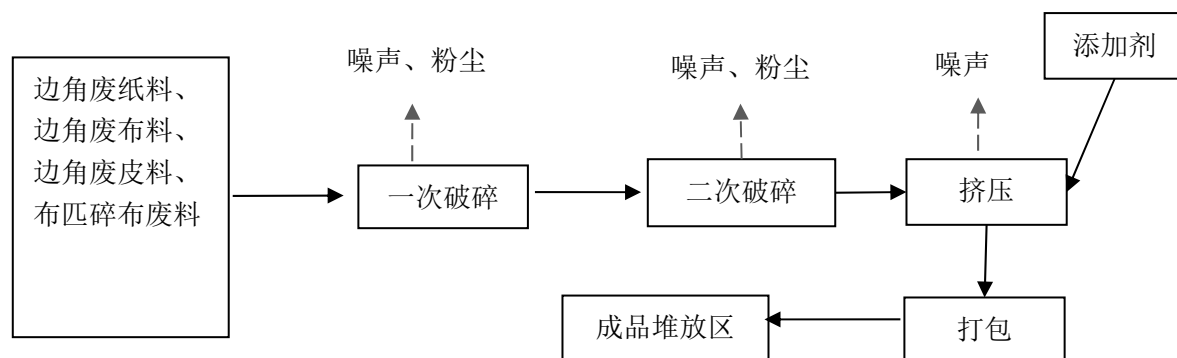 噪声、粉尘
噪声、粉尘
噪声
添加剂
边角废纸料、
边角废布料、
边角废皮料、
布匹碎布废料
一次破碎
二次破碎
挤压
成品堆放区
打包